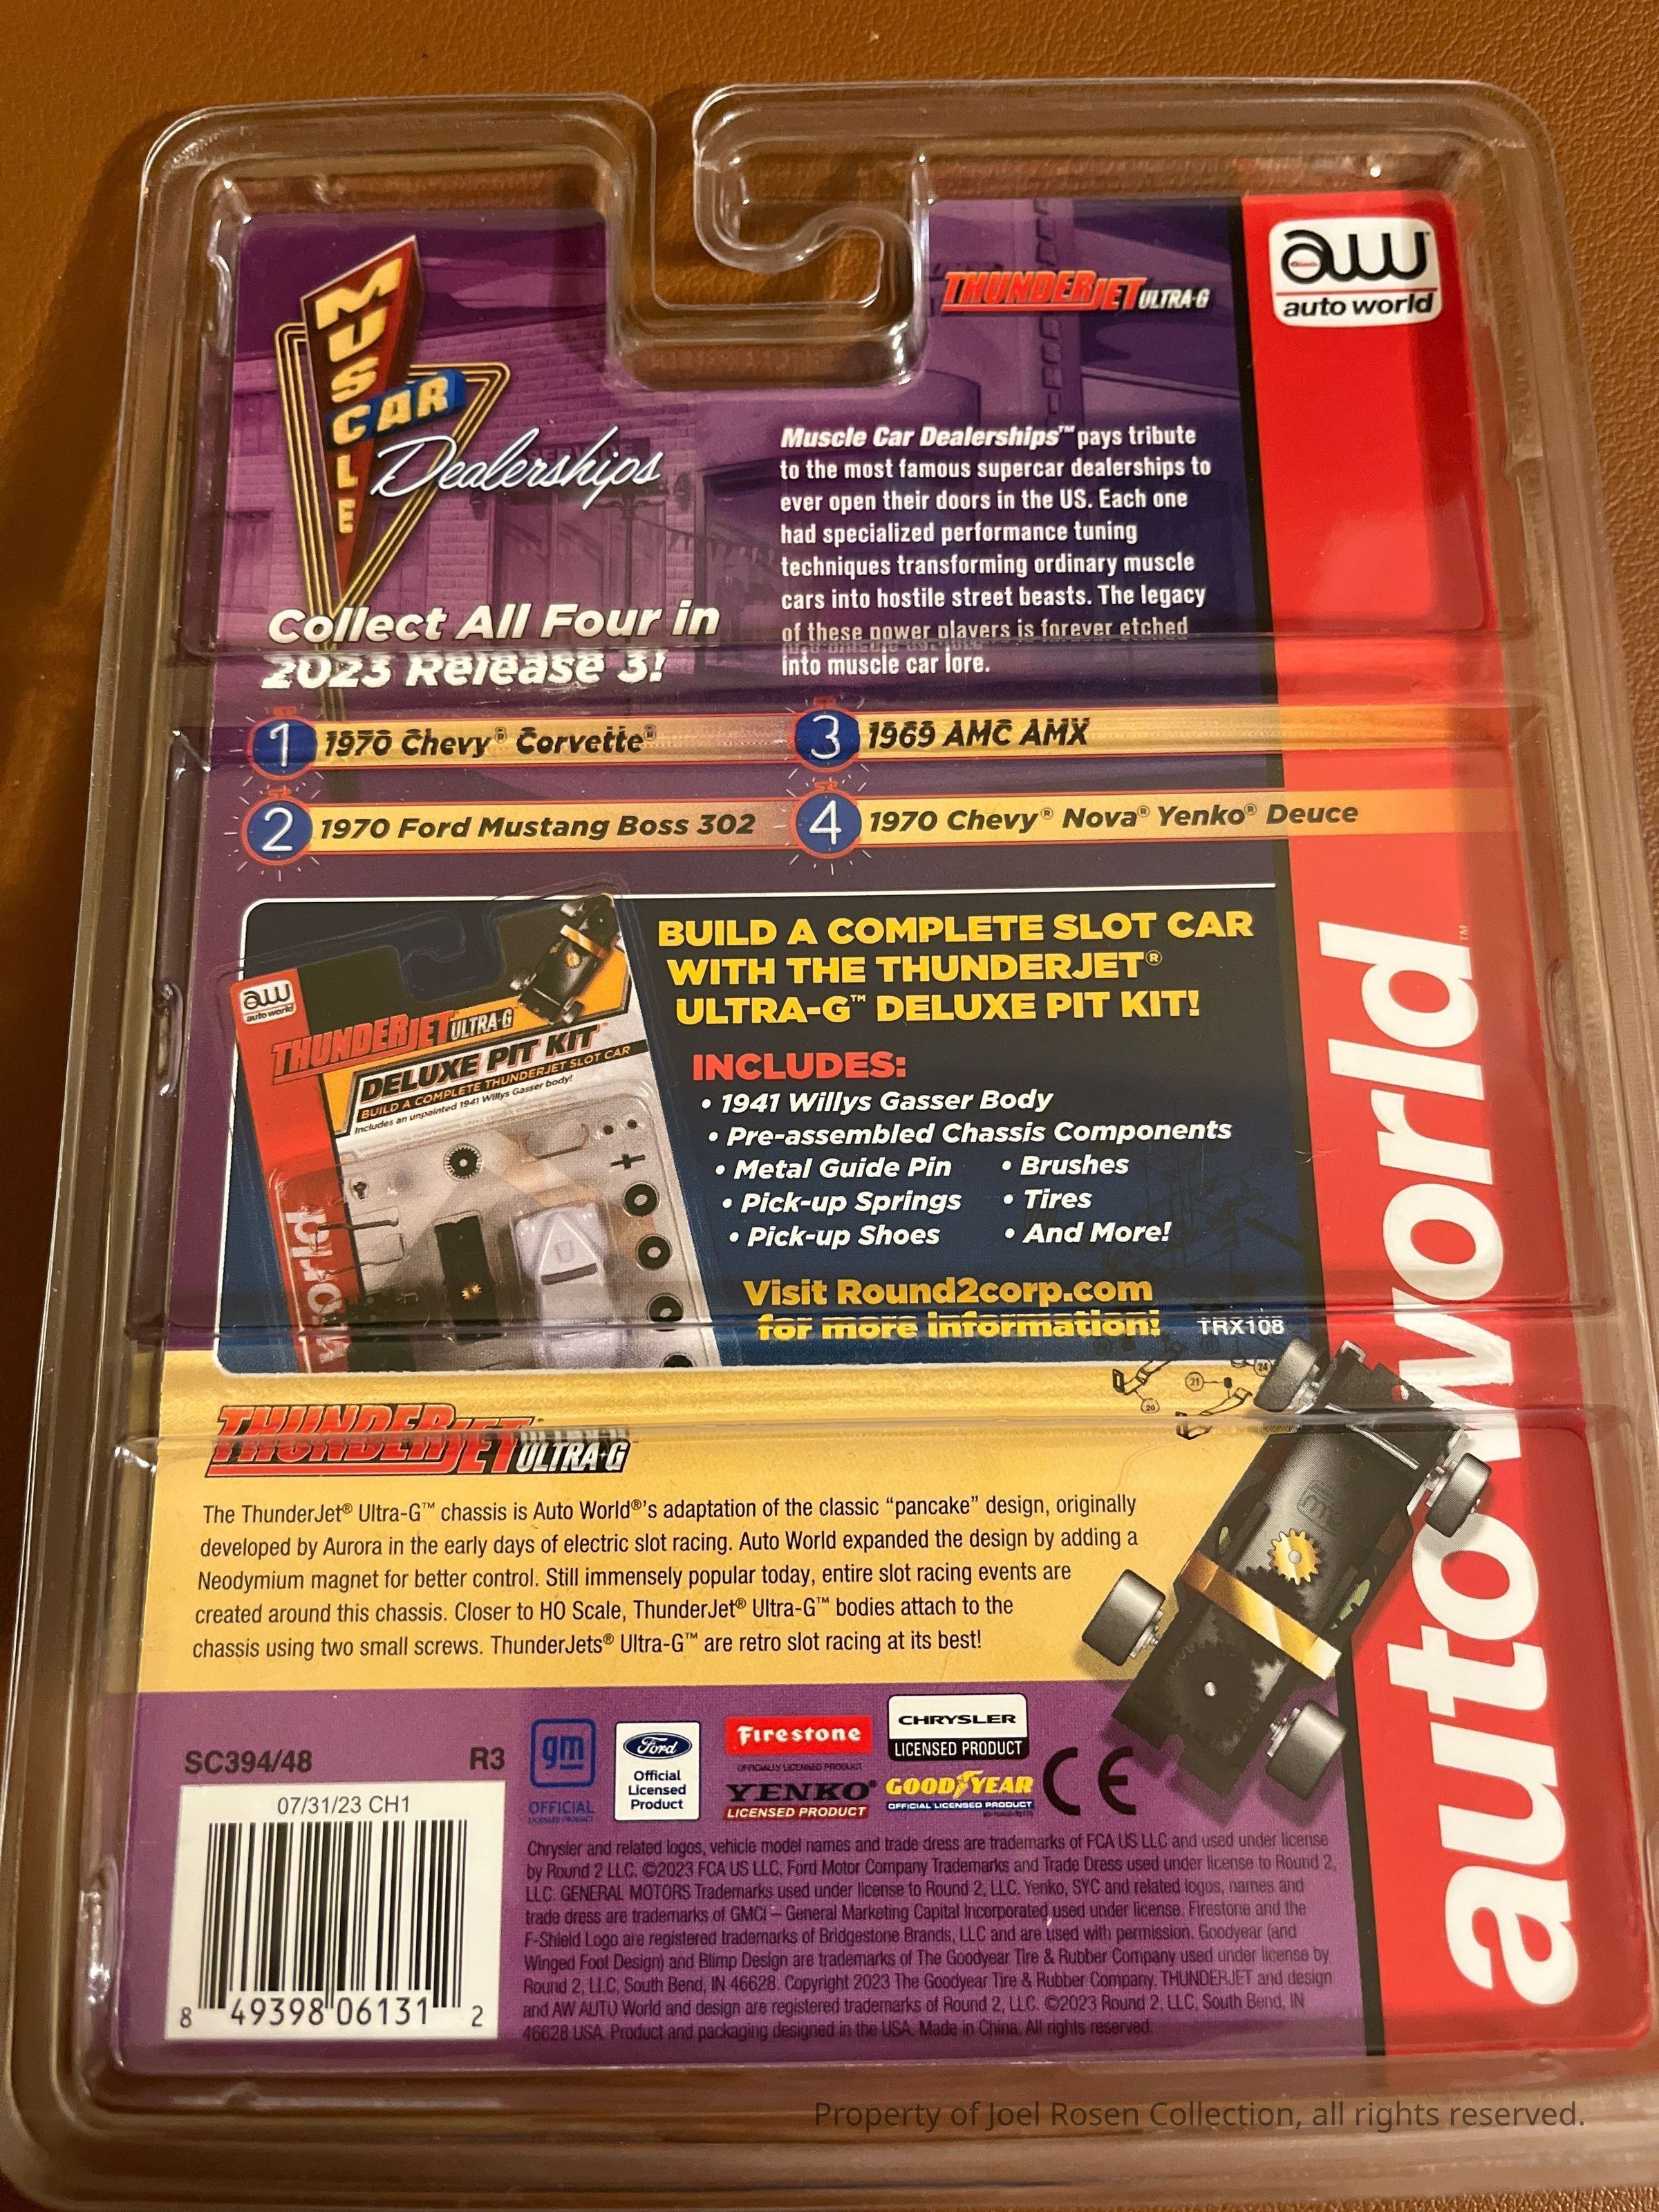 MUSCLE
CAR
Dealerships
THUNDERJET ULTRA-G
aw
auto world
Muscle Car Dealerships™ pays tribute
to the most famous supercar dealerships to
ever open their doors in the US. Each one
had specialized performance tuning
techniques transforming ordinary muscle
cars into hostile street beasts. The legacy
of these power players is forever etched
into muscle car lore.
Collect All Four in
2023 Release 3!
1 1970 Chevy® Corvette®
3 1969 AMC AMX
2 1970 Ford Mustang Boss 302
4 1970 Chevy® Nova® Yenko® Deuce
aw
auto world
THUNDERJET ULTRA-G
DELUXE PIT KIT™
BUILD A COMPLETE THUNDERJET SLOT CAR
Includes an unpainted 1941 Willys Gasser body!
world
BUILD A COMPLETE SLOT CAR
WITH THE THUNDERJET®
ULTRA-G™ DELUXE PIT KIT!
INCLUDES:
• 1941 Willys Gasser Body
• Pre-assembled Chassis Components
• Metal Guide Pin • Brushes
• Pick-up Springs • Tires
• Pick-up Shoes • And More!
Visit Round2corp.com
for more information! TRX108
24
21
20
auto world™
THUNDERJET ULTRA-G
The ThunderJet® Ultra-G™ chassis is Auto World®'s adaptation of the classic “pancake” design, originally
developed by Aurora in the early days of electric slot racing. Auto World expanded the design by adding a
Neodymium magnet for better control. Still immensely popular today, entire slot racing events are
created around this chassis. Closer to HO Scale, ThunderJet® Ultra-G™ bodies attach to the
chassis using two small screws. ThunderJets® Ultra-G™ are retro slot racing at its best!
SC394/48 R3
07/31/23 CH1
8 49398 06131 2
gm
OFFICIAL
LICENSED PRODUCT
Ford
Official
Licensed
Product
Firestone
OFFICIALLY LICENSED PRODUCT
YENKO®
LICENSED PRODUCT
CHRYSLER
LICENSED PRODUCT
GOODYEAR
OFFICIAL LICENSED PRODUCT
CE
Chrysler and related logos, vehicle model names and trade dress are trademarks of FCA US LLC and used under license
by Round 2 LLC. ©2023 FCA US LLC. Ford Motor Company Trademarks and Trade Dress used under license to Round 2,
LLC. GENERAL MOTORS Trademarks used under license to Round 2, LLC. Yenko, SYC and related logos, names and
trade dress are trademarks of GMCI – General Marketing Capital Incorporated used under license. Firestone and the
F-Shield Logo are registered trademarks of Bridgestone Brands, LLC and are used with permission. Goodyear (and
Winged Foot Design) and Blimp Design are trademarks of The Goodyear Tire & Rubber Company used under license by
Round 2, LLC, South Bend, IN 46628. Copyright 2023 The Goodyear Tire & Rubber Company. THUNDERJET and design
and AW AUTO World and design are registered trademarks of Round 2, LLC. ©2023 Round 2, LLC, South Bend, IN
46628 USA. Product and packaging designed in the USA. Made in China. All rights reserved.
Property of Joel Rosen Collection, all rights reserved.